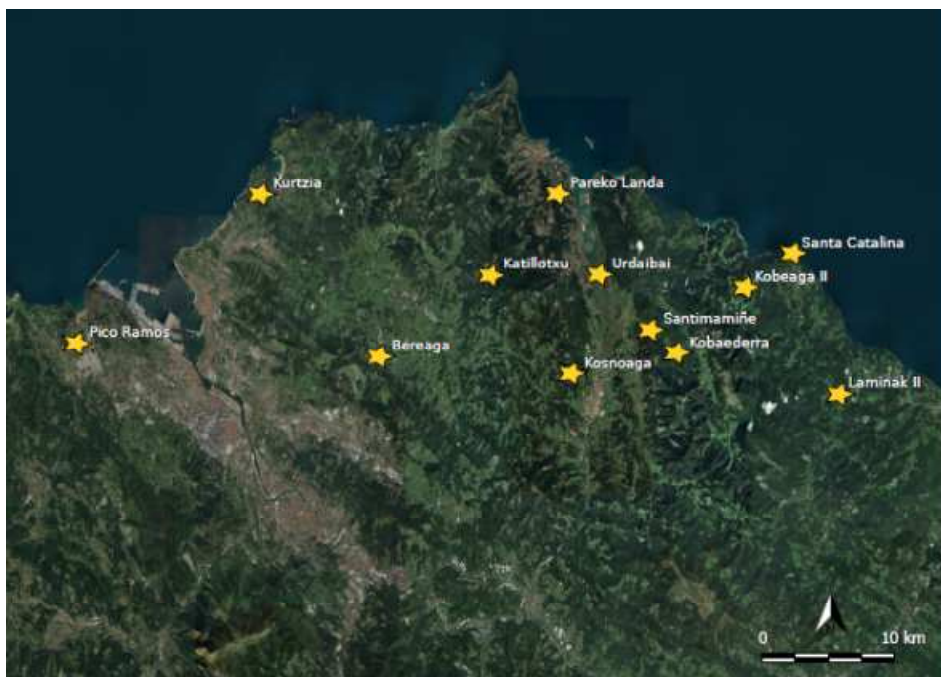 Kurtzia
Pareko Landa
Santa Catalina
Katillotxu
Urdaibai
Kobeaga II
Santimamiñe
Pico Ramos
Bereaga
Kobaederra
Kosnoaga
Laminak II
0 10 km